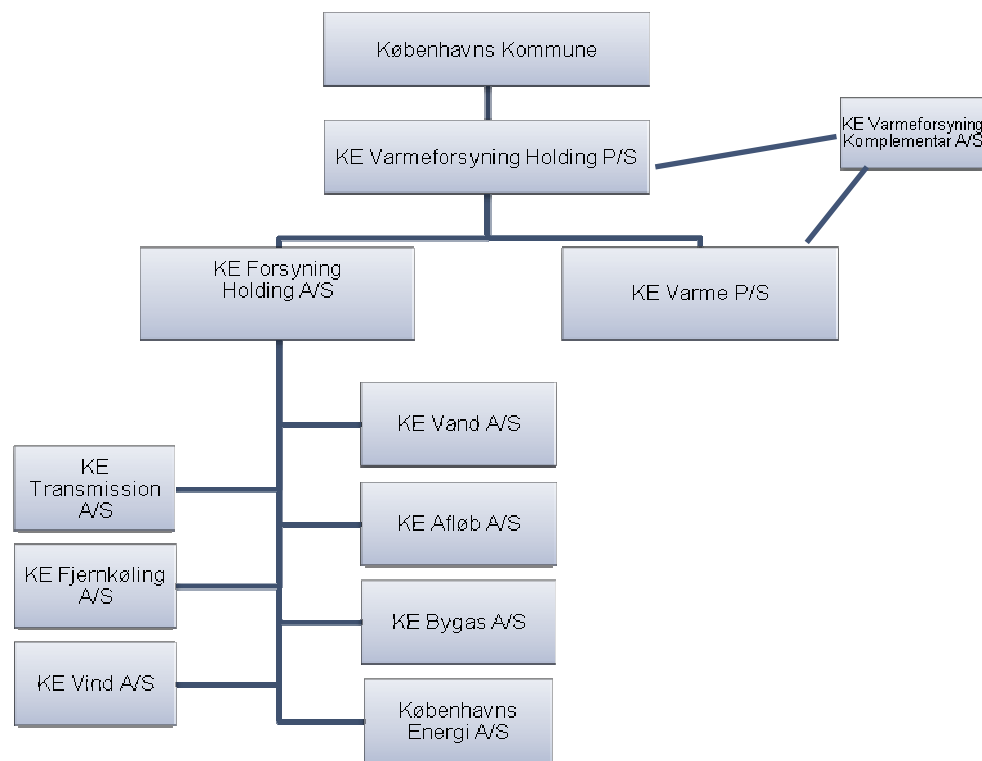 Københavns Kommune
KE Varmeforsyning
Komplementar A/S
KE Varmeforsyning Holding P/S
KE Forsyning
Holding A/S
KE Varme P/S
KE Vand A/S
KE
Transmission
A/S
KE Afløb A/S
KE Fjernkøling
A/S
KE Bygas A/S
KE Vind A/S
Københavns
Energi A/S